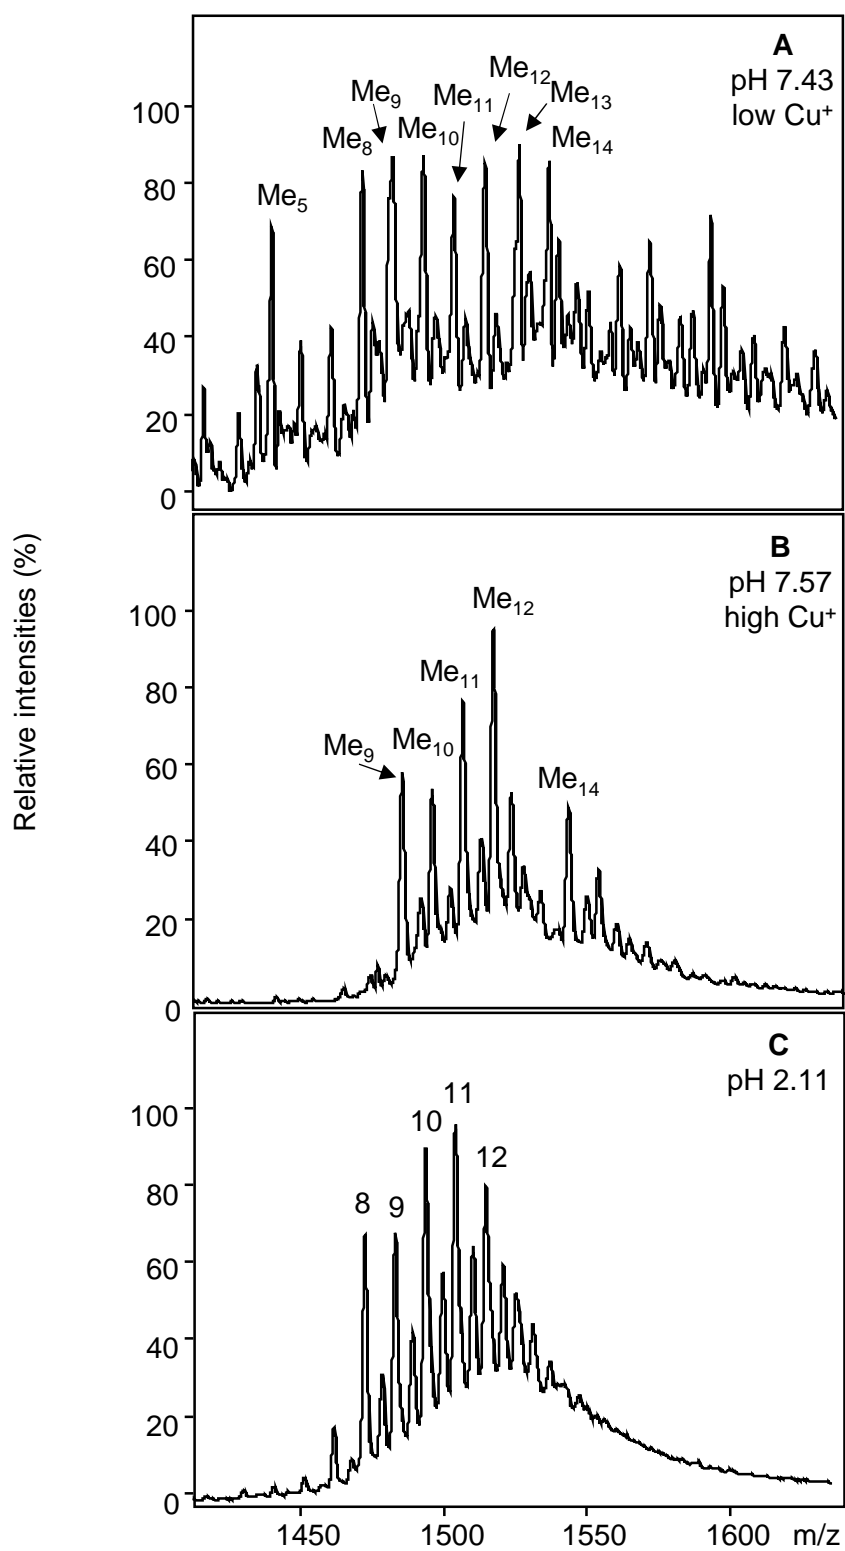 A
pH 7.43
low Cu⁺
Me₅
Me₈
Me₉
Me₁₀
Me₁₁
Me₁₂
Me₁₃
Me₁₄
100
80
60
40
20
0
Relative intensities (%)
B
pH 7.57
high Cu⁺
Me₉
Me₁₀
Me₁₁
Me₁₂
Me₁₄
100
80
60
40
20
0
C
pH 2.11
8
9
10
11
12
100
80
60
40
20
0
1450 1500 1550 1600 m/z